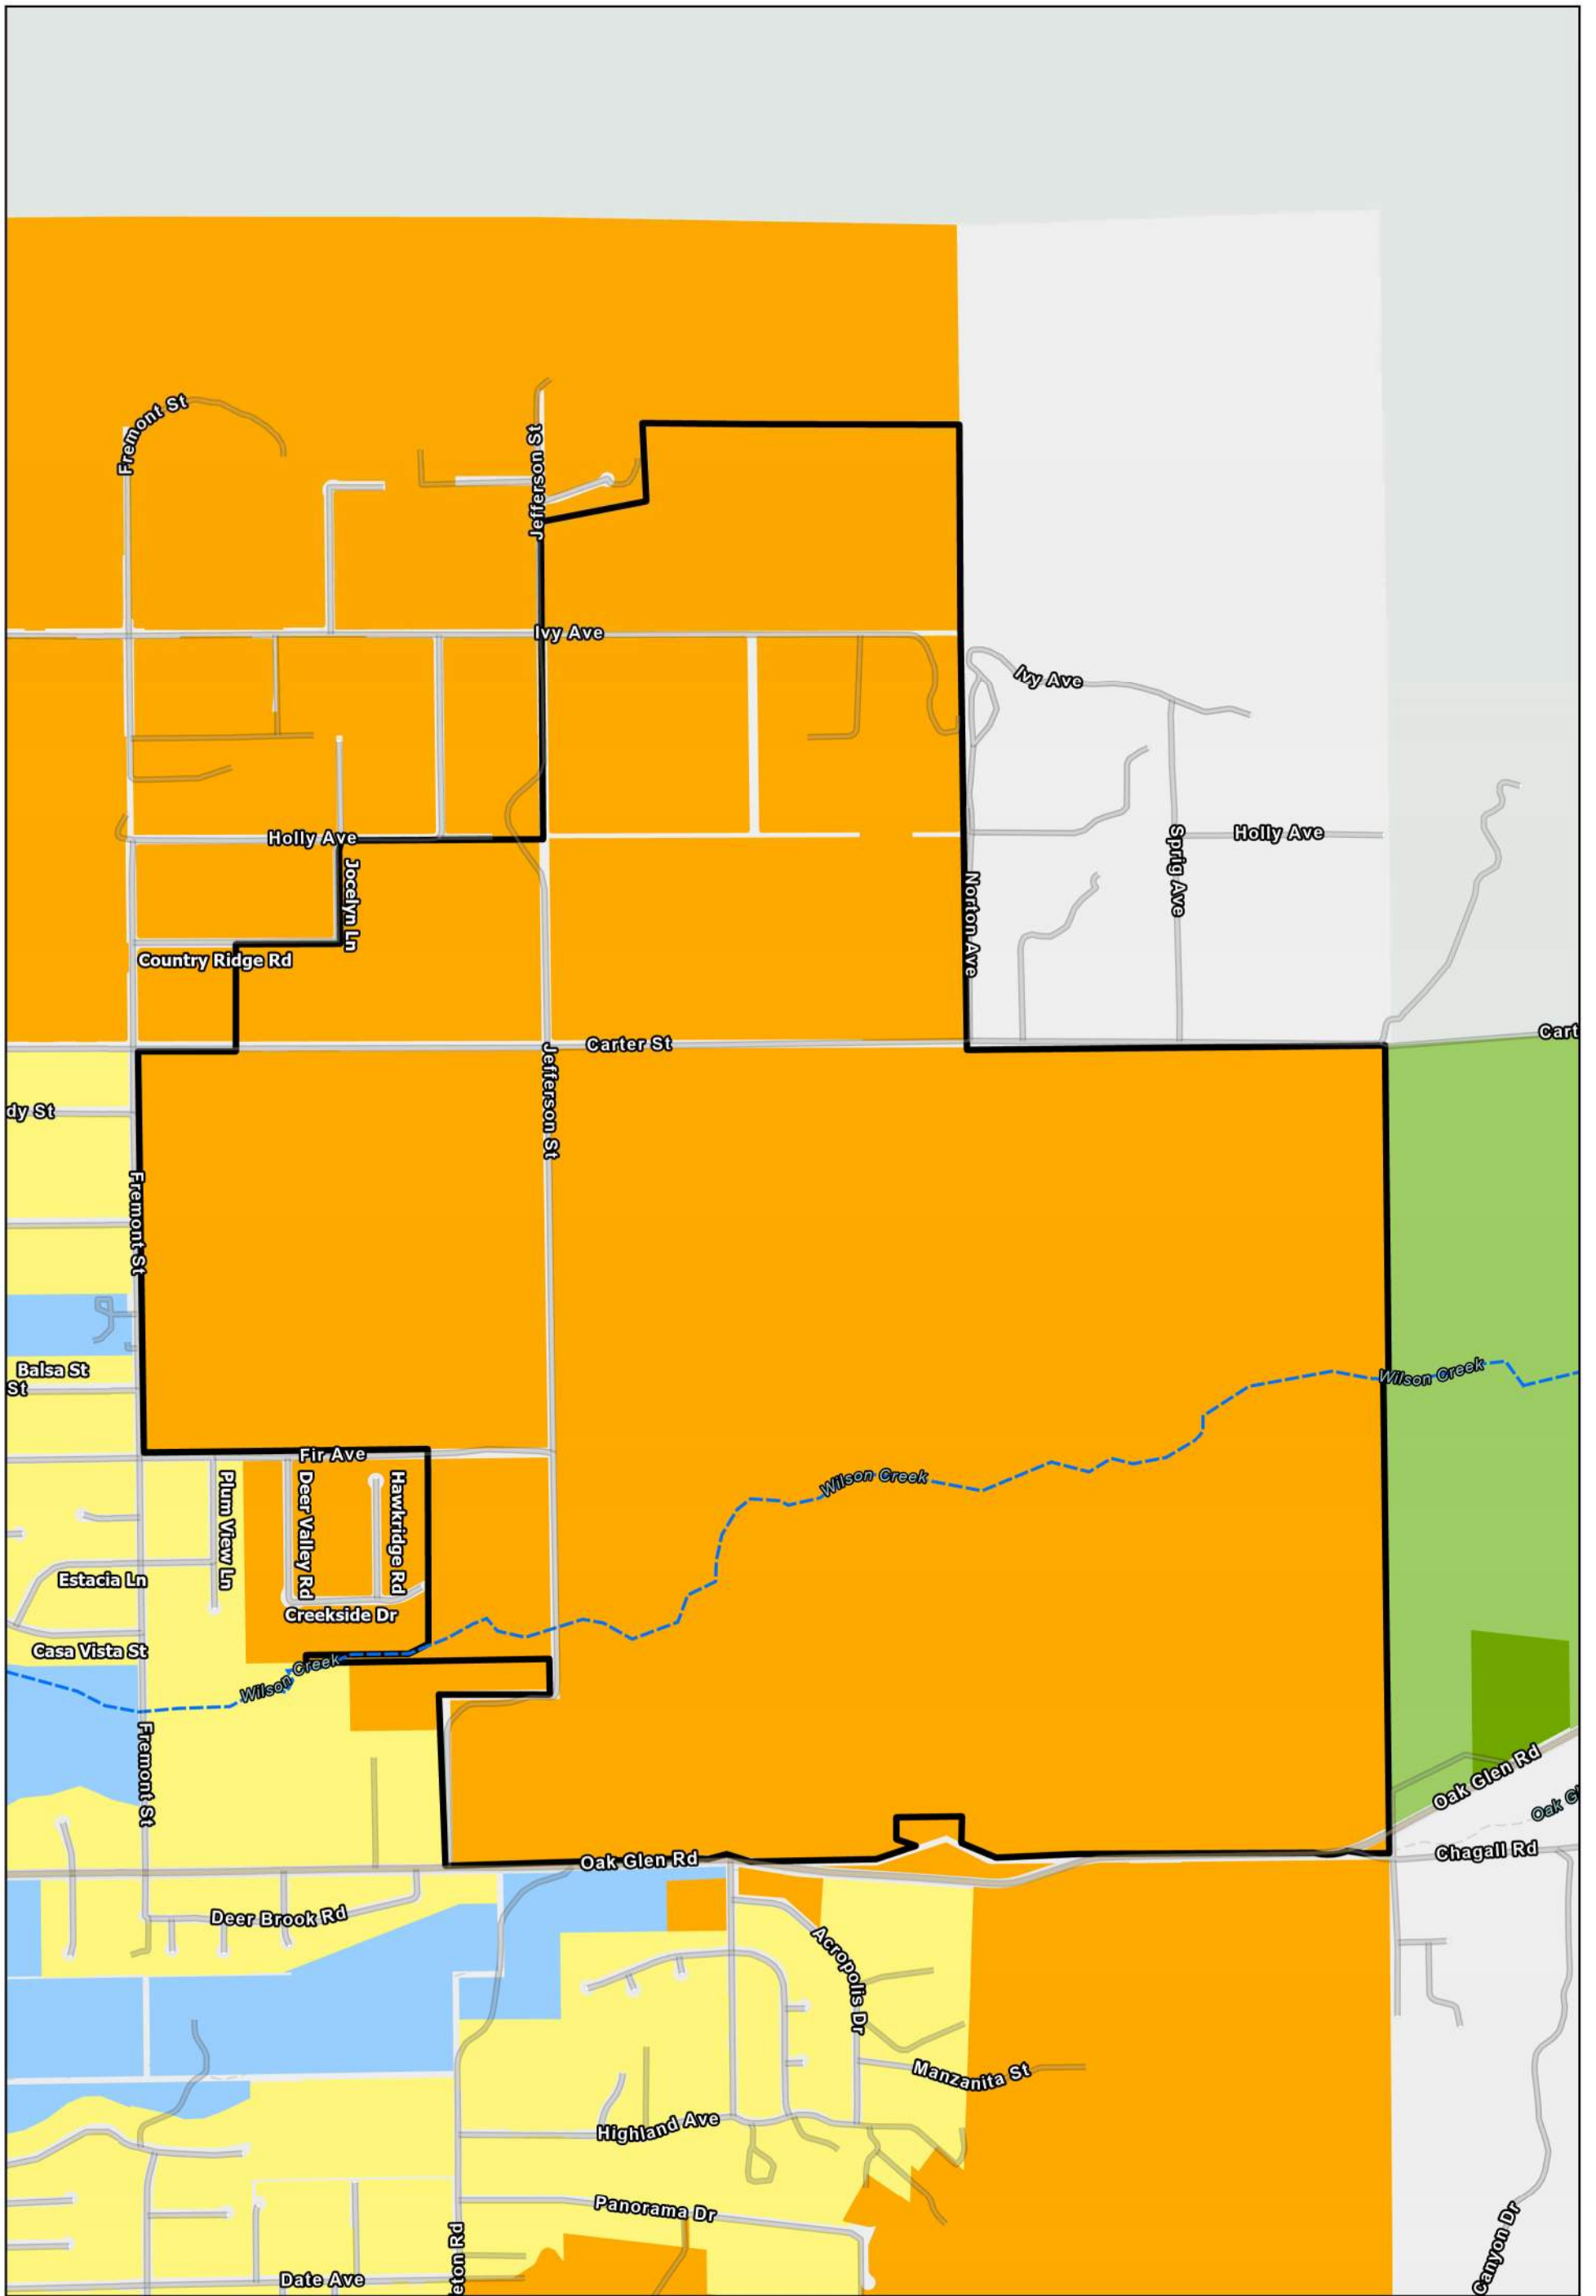 Fremont St
Jefferson St
Ivy Ave
Ivy Ave
Holly Ave
Holly Ave
Sprig Ave
Jocelyn Ln
Norton Ave
Country Ridge Rd
Carter St
Cart
Jefferson St
dy St
Fremont St
Wilson Creek
Balsa St
St
Fir Ave
Wilson Creek
Plum View Ln
Deer Valley Rd
Hawkridge Rd
Estacia Ln
Creekside Dr
Casa Vista St
Wilson Creek
Fremont St
Oak Glen Rd
Oak Gl
Chagall Rd
Oak Glen Rd
Deer Brook Rd
Acropolis Dr
Manzanita St
Highland Ave
Panorama Dr
Canyon Dr
eton Rd
Date Ave